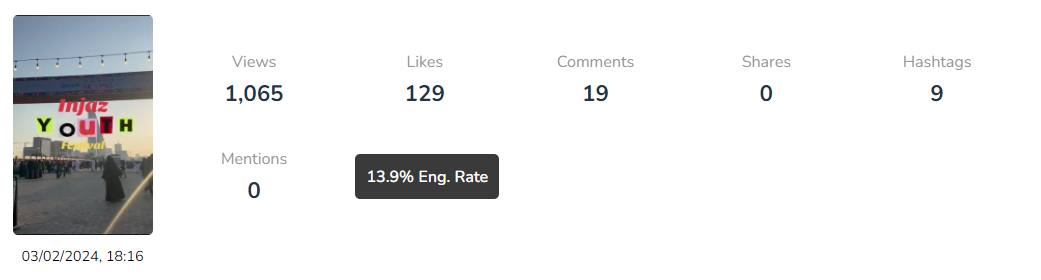 Views
1,065
Likes
129
Comments
19
Shares
0
Hashtags
9
Injaz
YOUTH
Festival
Mentions
0
13.9% Eng. Rate
03/02/2024, 18:16